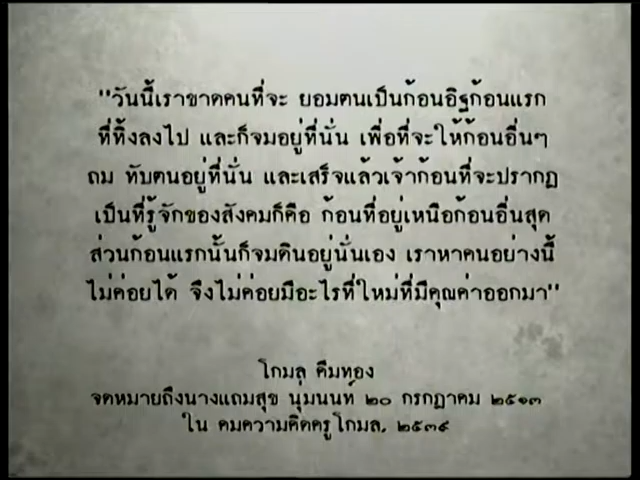 "วันนี้เราขาดคนที่จะ ยอมตนเป็นก้อนอิฐก้อนแรก
ที่ทิ้งลงไป และก็จมอยู่ที่นั่น เพื่อที่จะให้ก้อนอื่นๆ
ถม ทับตนอยู่ที่นั่น และเสร็จแล้วเจ้าก้อนที่จะปรากฏ
เป็นที่รู้จักของสังคมก็คือ ก้อนที่อยู่เหนือก้อนอื่นสุด
ส่วนก้อนแรกนั้นก็จมดินอยู่นั่นเอง เราหาคนอย่างนี้
ไม่ค่อยได้ จึงไม่ค่อยมีอะไรที่ใหม่ที่มีคุณค่าออกมา"
โกมล คีมทอง
จดหมายถึงนางแถมสุข นุ่มนนท์ ๒๐ กรกฎาคม ๒๕๑๓
ใน คมความคิดครูโกมล, ๒๕๓๙